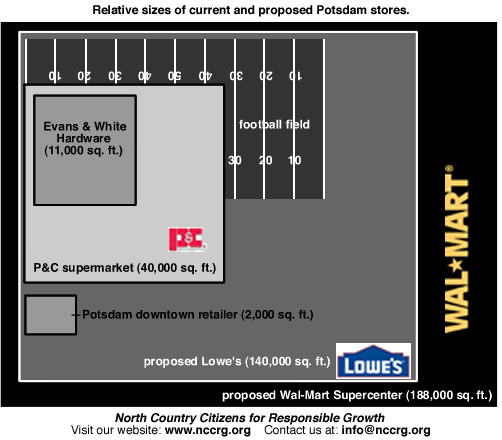 Relative sizes of current and proposed Potsdam stores.
10 20 30 40 50 40 30 20 10
Evans & White
Hardware
(11,000 sq. ft.)
football field
30 20 10
WAL★MART®
P&C
P&C supermarket (40,000 sq. ft.)
Potsdam downtown retailer (2,000 sq. ft.)
proposed Lowe's (140,000 sq. ft.)
LOWE'S
proposed Wal-Mart Supercenter (188,000 sq. ft.)
North Country Citizens for Responsible Growth
Visit our website: www.nccrg.org Contact us at: info@nccrg.org